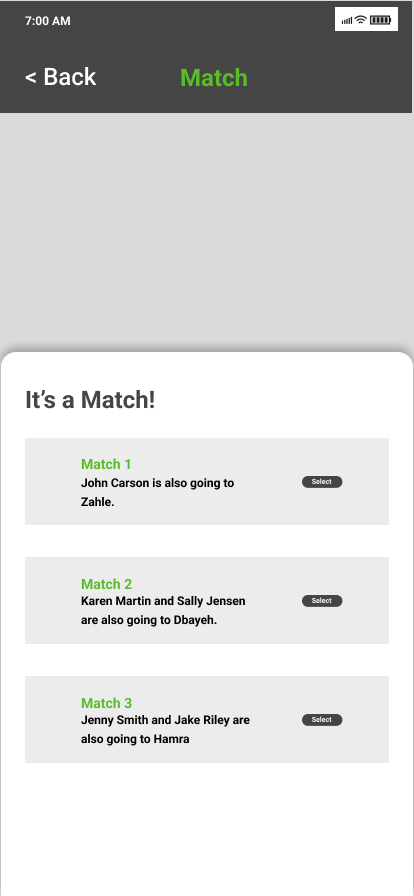 7:00 AM
< Back
Match
It’s a Match!
Match 1
John Carson is also going to
Zahle.
Select
Match 2
Karen Martin and Sally Jensen
are also going to Dbayeh.
Select
Match 3
Jenny Smith and Jake Riley are
also going to Hamra
Select